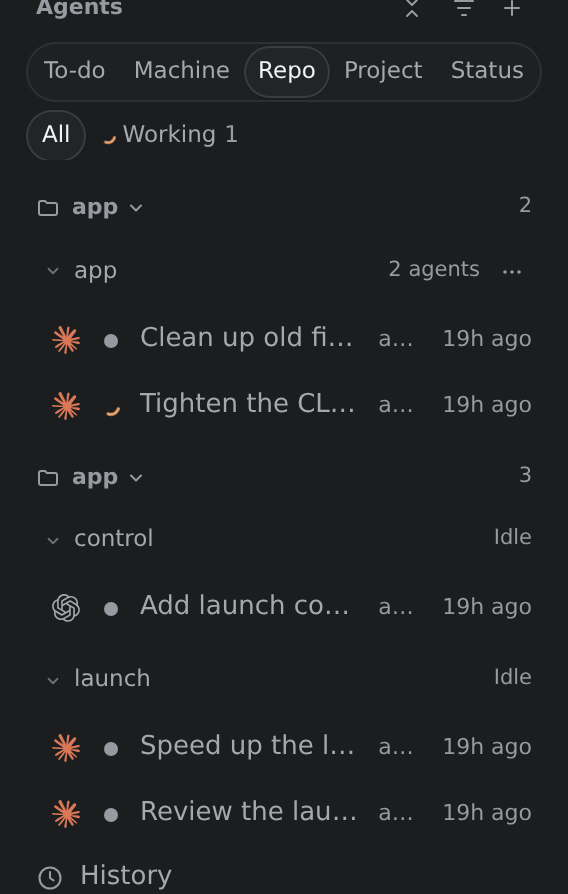 Agents
To-do Machine Repo Project Status
All Working 1
app 2
app 2 agents ...
Clean up old fi... a... 19h ago
Tighten the CL... a... 19h ago
app 3
control Idle
Add launch co... a... 19h ago
launch Idle
Speed up the l... a... 19h ago
Review the lau... a... 19h ago
History